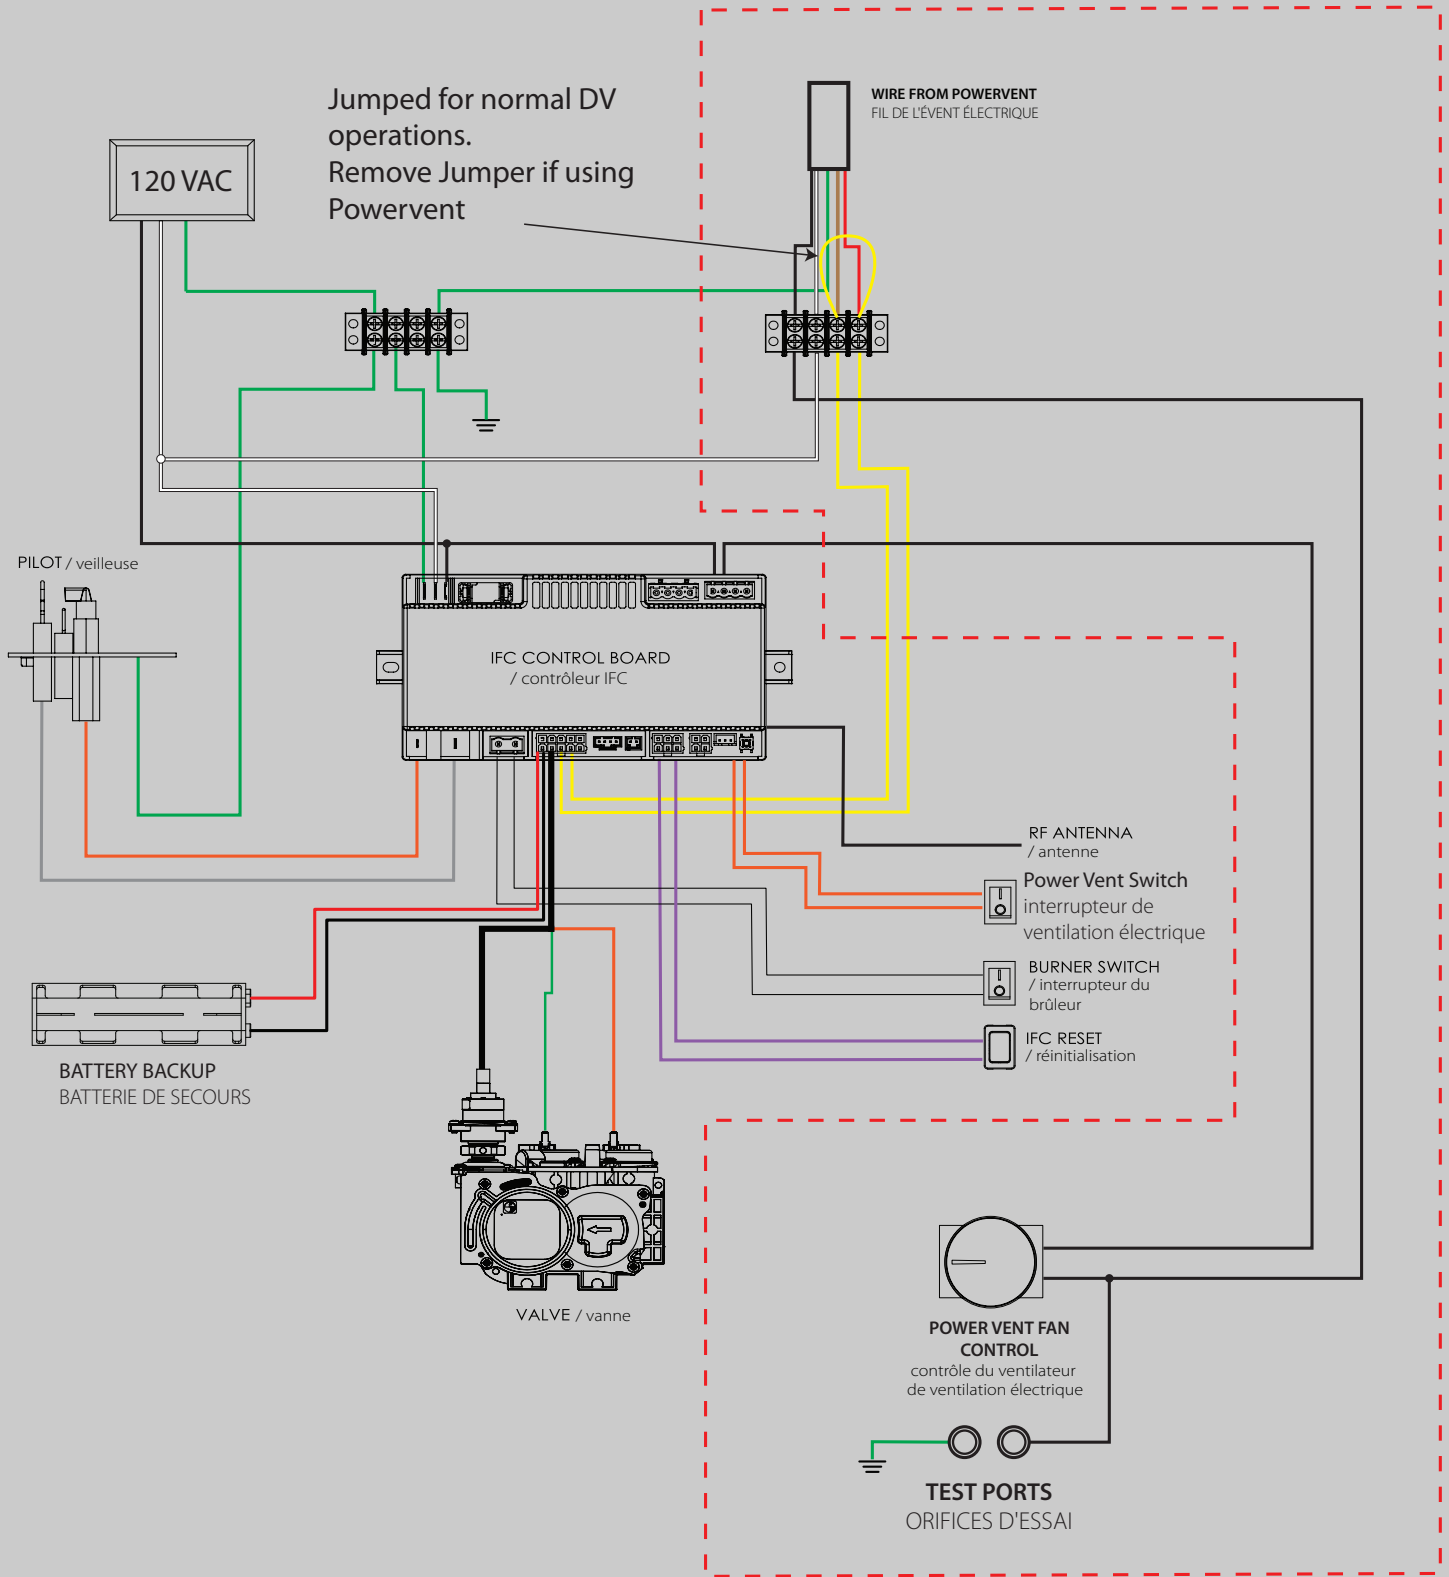 Jumped for normal DV
operations.
Remove Jumper if using
Powervent
WIRE FROM POWERVENT
FIL DE L'ÉVENT ÉLECTRIQUE
120 VAC
PILOT / veilleuse
IFC CONTROL BOARD
/ contrôleur IFC
RF ANTENNA
/ antenne
Power Vent Switch
interrupteur de
ventilation électrique
BURNER SWITCH
/ interrupteur du
brûleur
IFC RESET
/ réinitialisation
BATTERY BACKUP
BATTERIE DE SECOURS
VALVE / vanne
POWER VENT FAN
CONTROL
contrôle du ventilateur
de ventilation électrique
TEST PORTS
ORIFICES D'ESSAI